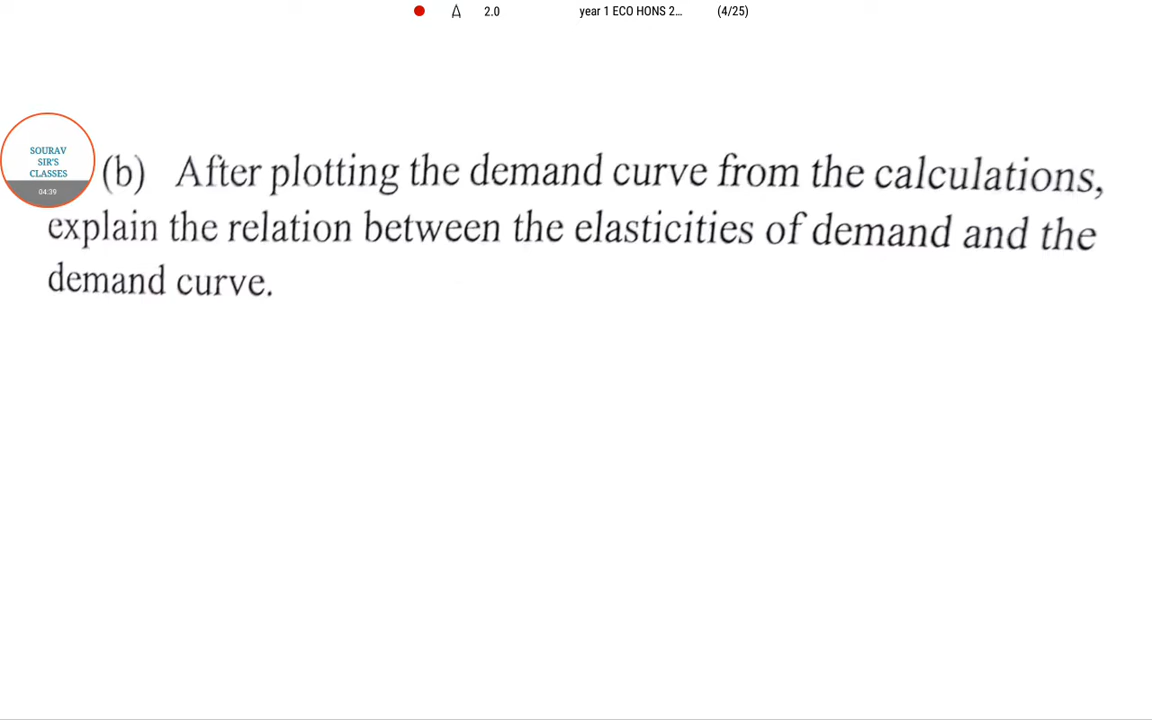 2.0 year 1 ECO HONS 2... (4/25)
SOURAV
SIR'S
CLASSES
04:39
(b) After plotting the demand curve from the calculations,
explain the relation between the elasticities of demand and the
demand curve.